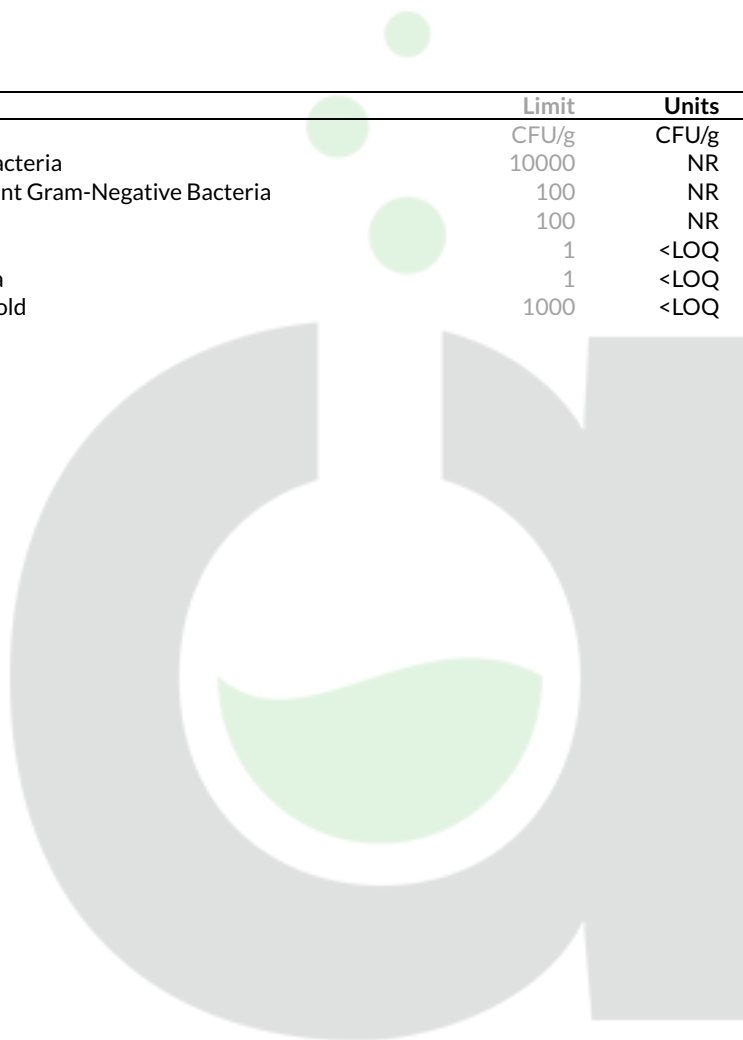 Limit Units
CFU/g CFU/g
acteria 10000 NR
nt Gram-Negative Bacteria 100 NR
100 NR
1 <LOQ
a 1 <LOQ
old 1000 <LOQ